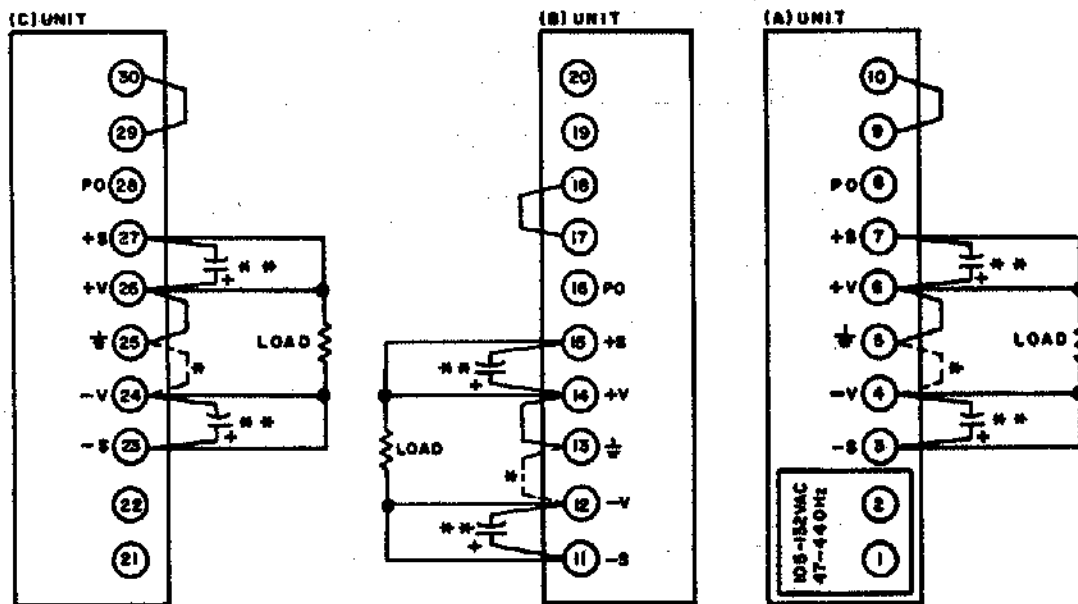 (C) UNIT
30
29
PO 28
+S 27
**
+
+V 26
⏚ 25
LOAD
*
-V 24
**
+
-S 23
22
21
(B) UNIT
20
19
18
17
16 PO
15 +S
**
+
14 +V
LOAD
13 ⏚
*
12 -V
**
+
11 -S
(A) UNIT
10
9
PO 8
+S 7
**
+
+V 6
⏚ 5
LOAD
*
-V 4
**
+
-S 3
105-132VAC
47-440Hz
2
1